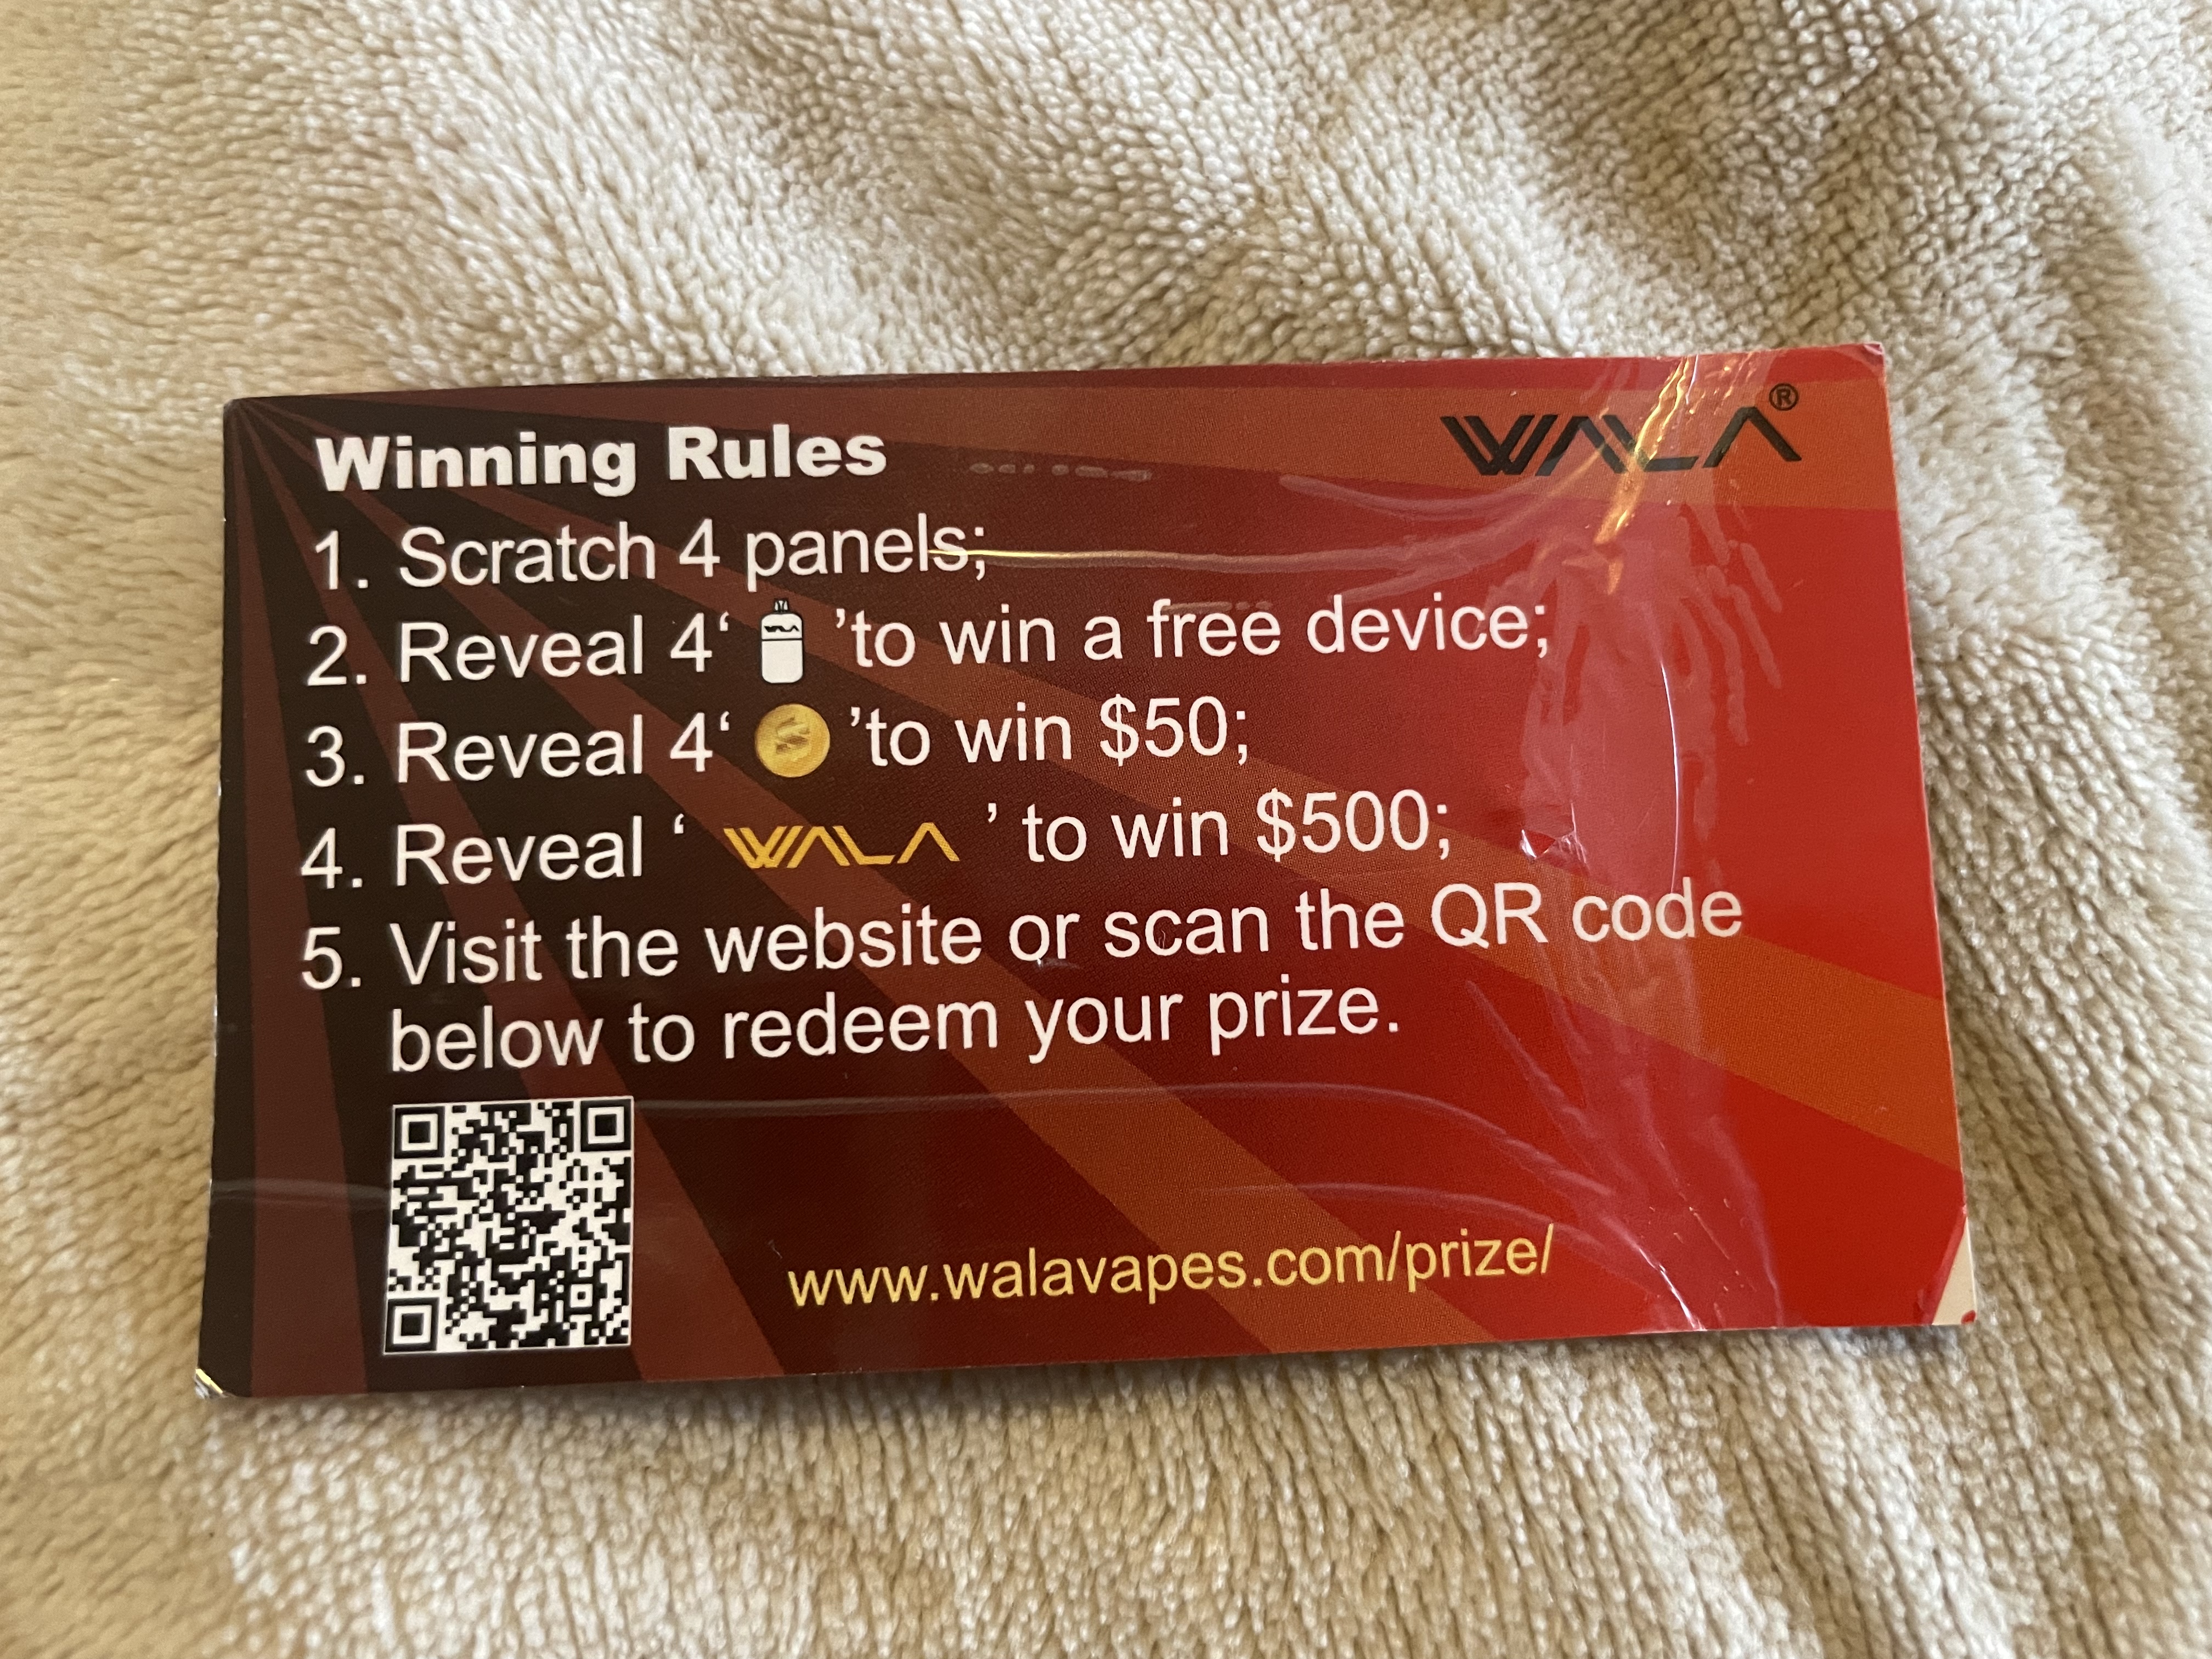 WALA®
Winning Rules
1. Scratch 4 panels;
2. Reveal 4‘ ’to win a free device;
3. Reveal 4‘ ’to win $50;
4. Reveal ‘ WALA ’ to win $500;
5. Visit the website or scan the QR code
below to redeem your prize.
www.walavapes.com/prize/